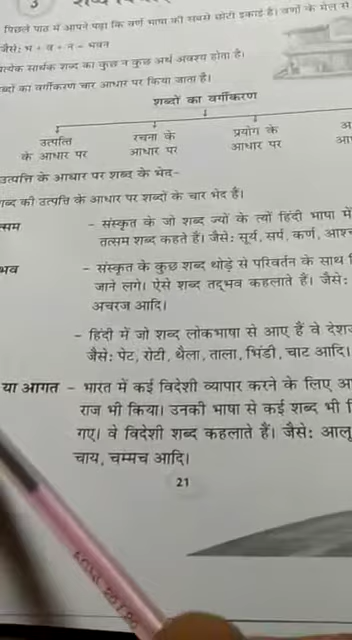 3
पिछले पाठ में आपने पढ़ा कि वर्ण भाषा की सबसे छोटी इकाई है। वर्णों के मेल से
जैसे: भ + व + न = भवन
प्रत्येक सार्थक शब्द का कुछ न कुछ अर्थ अवश्य होता है।
शब्दों का वर्गीकरण चार आधार पर किया जाता है।
शब्दों का वर्गीकरण
उत्पत्ति के आधार पर
रचना के आधार पर
प्रयोग के आधार पर
उत्पत्ति के आधार पर शब्द के भेद-
शब्द की उत्पत्ति के आधार पर शब्दों के चार भेद हैं।
त्सम - संस्कृत के जो शब्द ज्यों के त्यों हिंदी भाषा में
तत्सम शब्द कहते हैं। जैसे: सूर्य, सर्प, कर्ण, आश्च
भव - संस्कृत के कुछ शब्द थोड़े से परिवर्तन के साथ
जाने लगे। ऐसे शब्द तद्भव कहलाते हैं। जैसे:
अचरज आदि।
- हिंदी में जो शब्द लोकभाषा से आए हैं वे देशज
जैसे: पेट, रोटी, थैला, ताला, भिंडी, चाट आदि।
या आगत - भारत में कई विदेशी व्यापार करने के लिए आ
राज भी किया। उनकी भाषा से कई शब्द भी
गए। वे विदेशी शब्द कहलाते हैं। जैसे: आलू
चाय, चम्मच आदि।
21